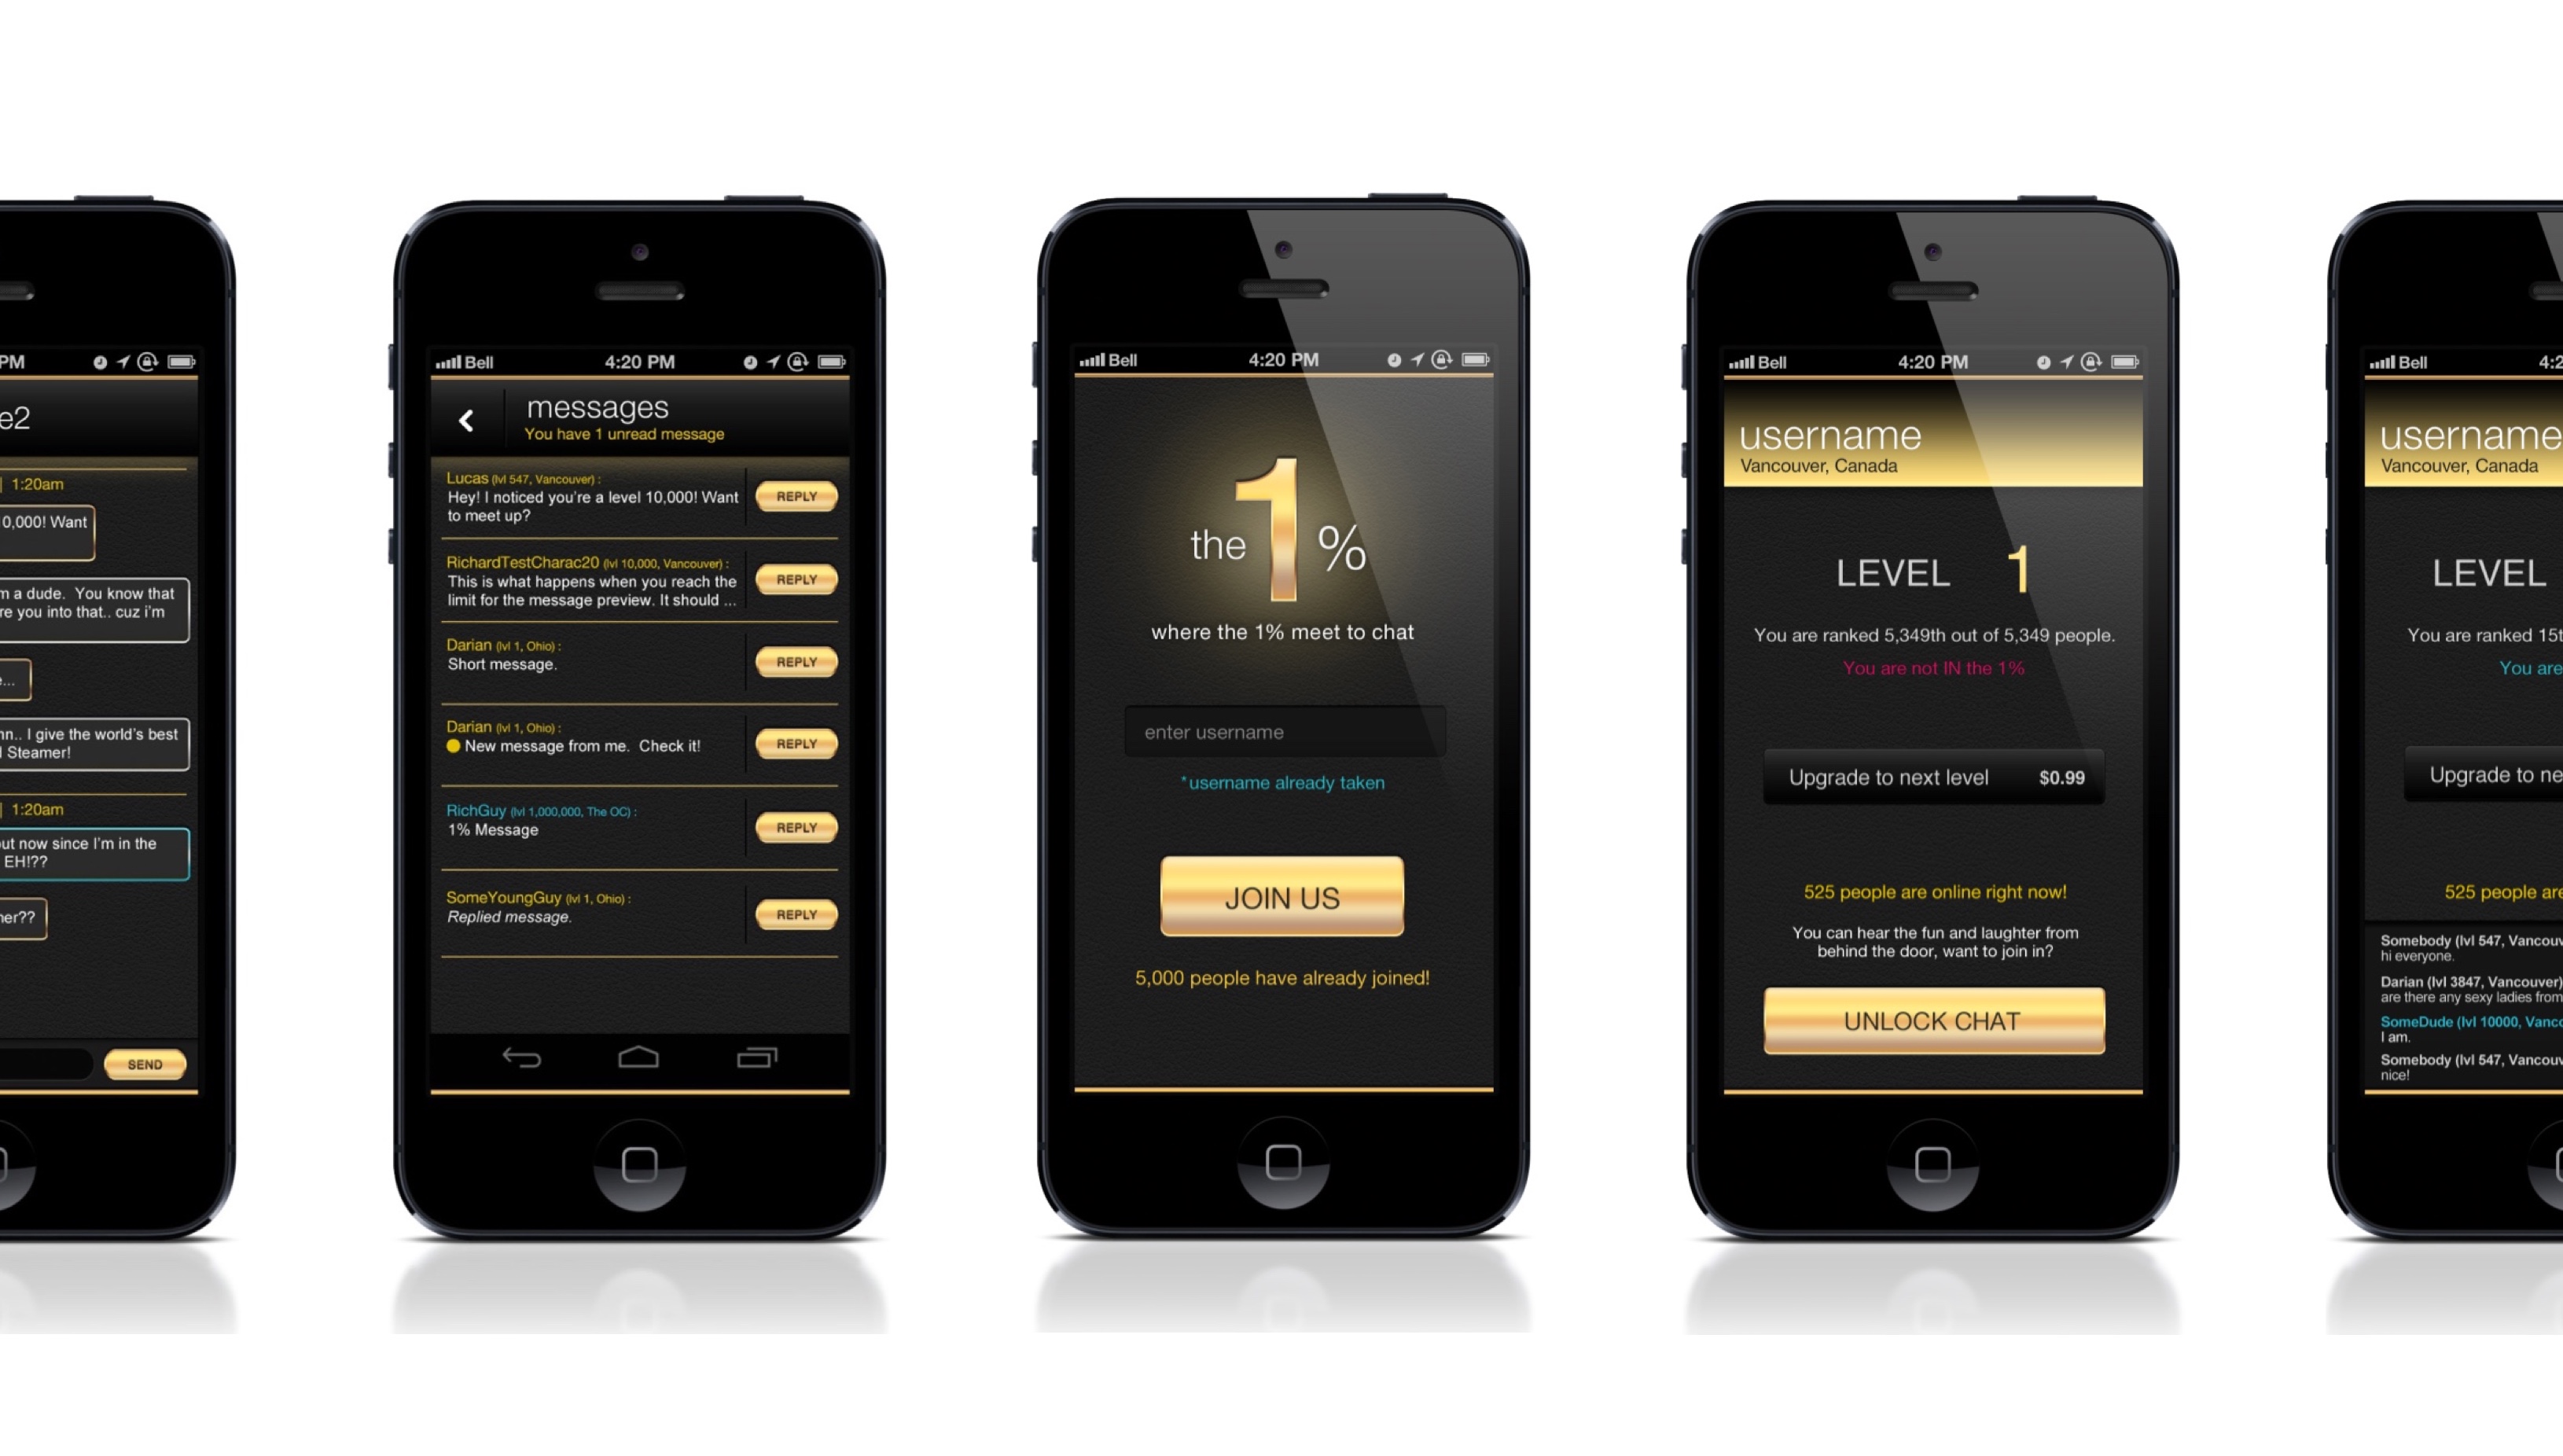 PM
e2
1:20am
0,000! Want
m a dude. You know that
re you into that.. cuz i'm
...
nn.. I give the world's best
Steamer!
1:20am
out now since I'm in the
EH!??
ner??
SEND
Bell 4:20 PM
messages
You have 1 unread message
Lucas (lvl 547, Vancouver) :
Hey! I noticed you're a level 10,000! Want
to meet up?
REPLY
RichardTestCharac20 (lvl 10,000, Vancouver) :
This is what happens when you reach the
limit for the message preview. It should ...
REPLY
Darian (lvl 1, Ohio) :
Short message.
REPLY
Darian (lvl 1, Ohio) :
New message from me. Check it!
REPLY
RichGuy (lvl 1,000,000, The OC) :
1% Message
REPLY
SomeYoungGuy (lvl 1, Ohio) :
Replied message.
REPLY
Bell 4:20 PM
the 1 %
where the 1% meet to chat
enter username
*username already taken
JOIN US
5,000 people have already joined!
Bell 4:20 PM
username
Vancouver, Canada
LEVEL 1
You are ranked 5,349th out of 5,349 people.
You are not IN the 1%
Upgrade to next level $0.99
525 people are online right now!
You can hear the fun and laughter from
behind the door, want to join in?
UNLOCK CHAT
Bell 4:2
username
Vancouver, Canada
LEVEL
You are ranked 15t
You are
Upgrade to ne
525 people are
Somebody (lvl 547, Vancouv
hi everyone.
Darian (lvl 3847, Vancouver)
are there any sexy ladies from
SomeDude (lvl 10000, Vanco
I am.
Somebody (lvl 547, Vancouv
nice!